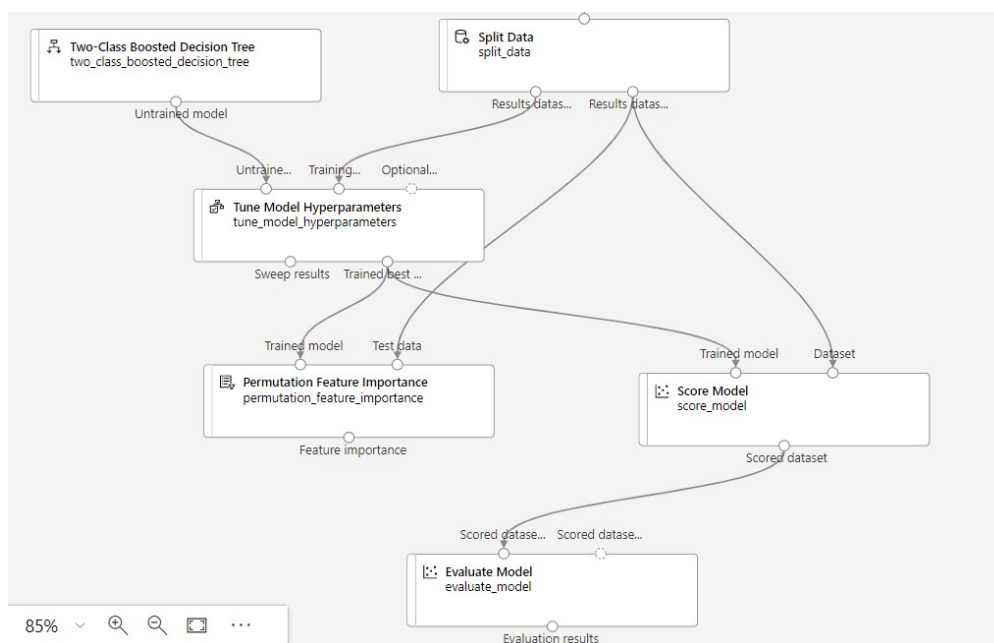 Two-Class Boosted Decision Tree
two_class_boosted_decision_tree
Untrained model
Split Data
split_data
Results datas...
Results datas...
Untraine...
Training...
Optional...
Tune Model Hyperparameters
tune_model_hyperparameters
Sweep results
Trained best ...
Trained model
Test data
Permutation Feature Importance
permutation_feature_importance
Feature importance
Trained model
Dataset
Score Model
score_model
Scored dataset
Scored datase...
Scored datase...
Evaluate Model
evaluate_model
Evaluation results
85%